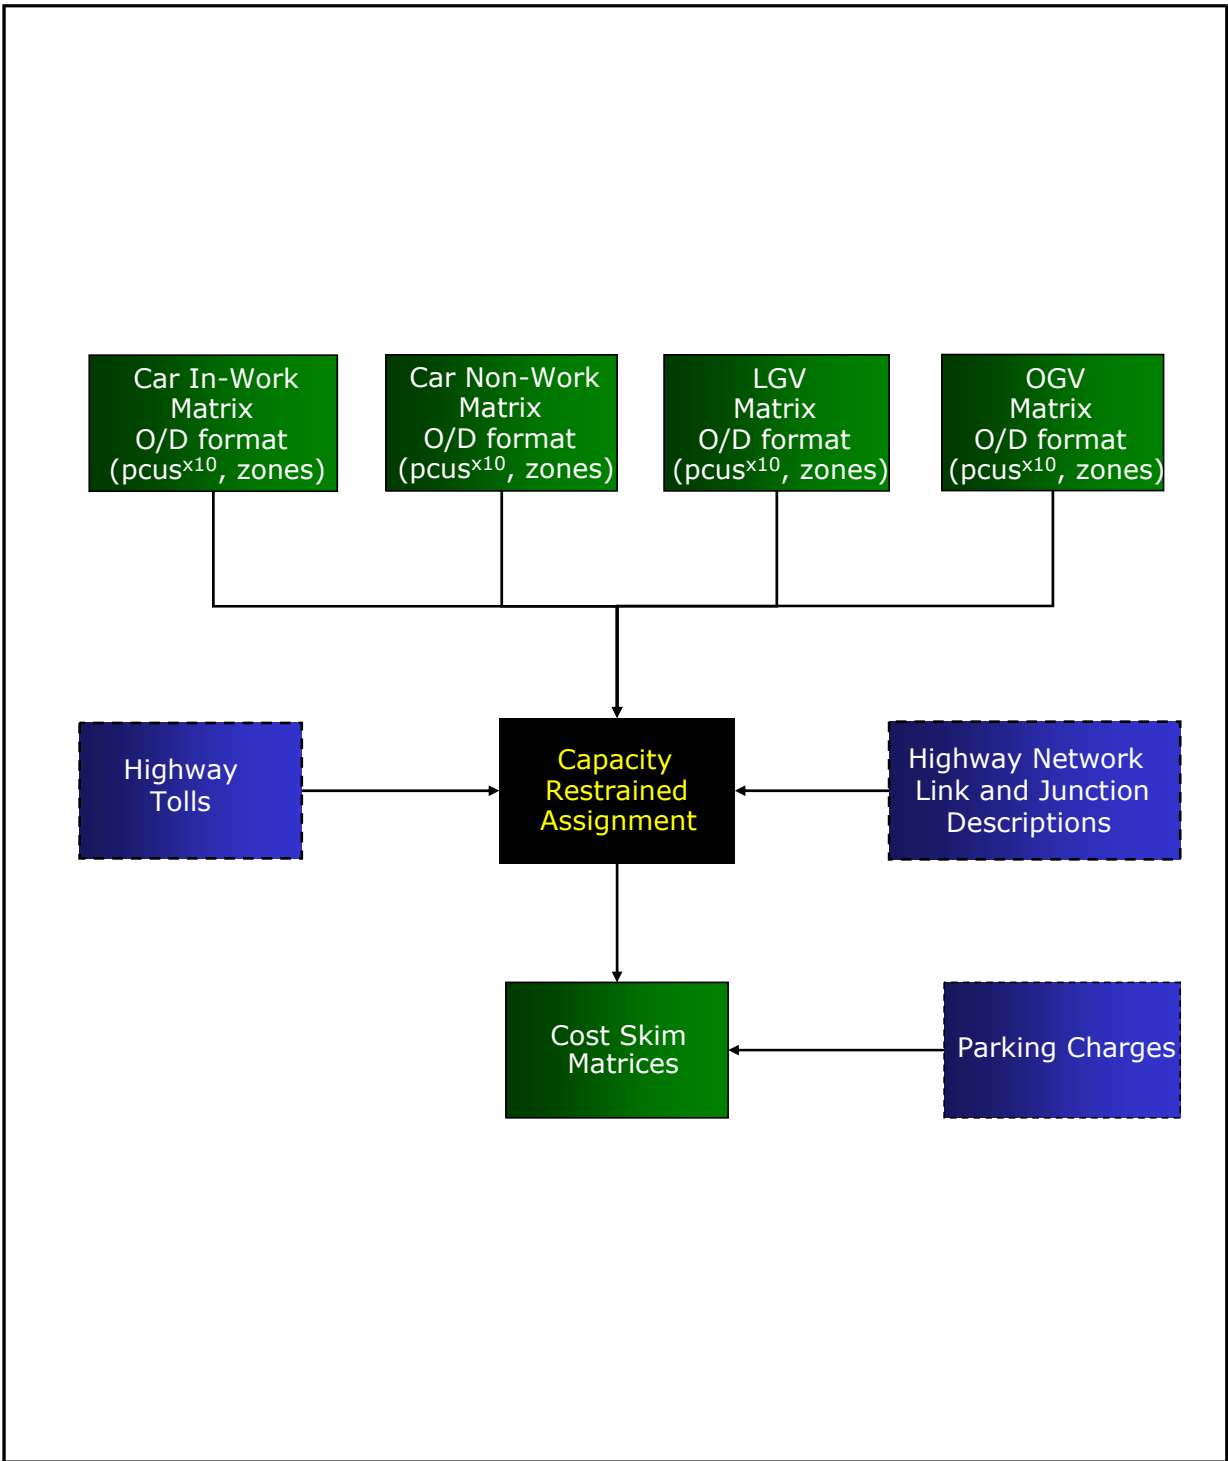 Car In-Work
Matrix
O/D format
(pcusx10, zones)
Car Non-Work
Matrix
O/D format
(pcusx10, zones)
LGV
Matrix
O/D format
(pcusx10, zones)
OGV
Matrix
O/D format
(pcusx10, zones)
Highway
Tolls
Capacity
Restrained
Assignment
Highway Network
Link and Junction
Descriptions
Cost Skim
Matrices
Parking Charges